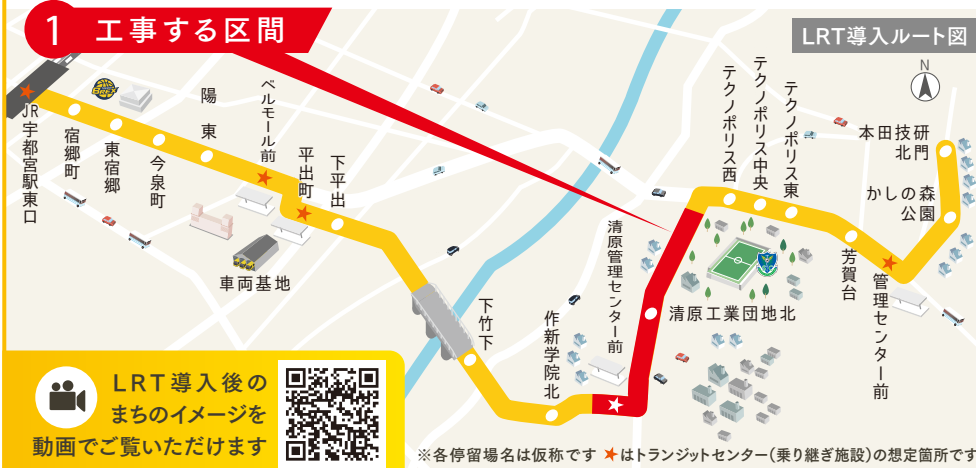 1 工事する区間
LRT導入ルート図
N
JR宇都宮駅東口
宿郷町
東宿郷
今泉町
陽東
ベルモール前
平出町
下平出
車両基地
下竹下
作新学院北
清原管理センター前
清原工業団地北
テクノポリス西
テクノポリス中央
テクノポリス東
芳賀台
管理センター前
かしの森
公園
本田技研
北門
BREX
LRT導入後の
まちのイメージを
動画でご覧いただけます
※各停留場名は仮称です ★はトランジットセンター(乗り継ぎ施設)の想定箇所です